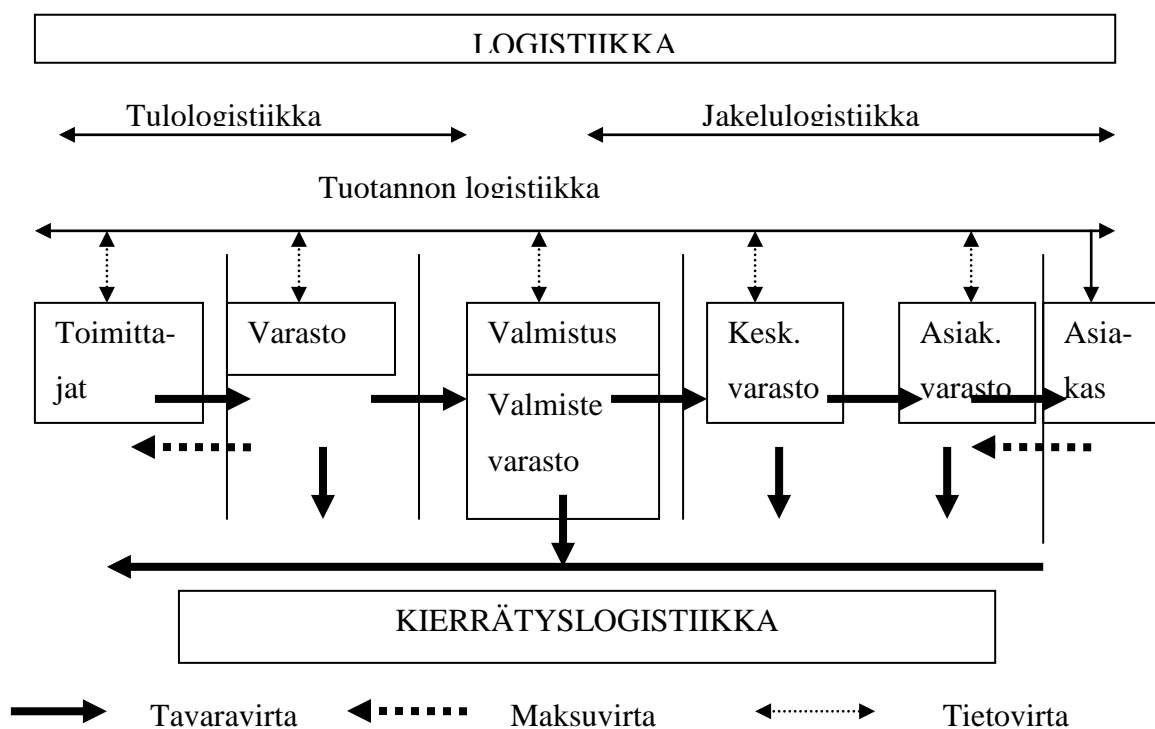 LOGISTIIKKA
Tulologistiikka
Jakelulogistiikka
Tuotannon logistiikka
Toimitta-
jat
Varasto
Valmistus
Valmiste
varasto
Kesk.
varasto
Asiak.
varasto
Asia-
kas
KIERRÄTYSLOGISTIIKKA
Tavaravirta
Maksuvirta
Tietovirta